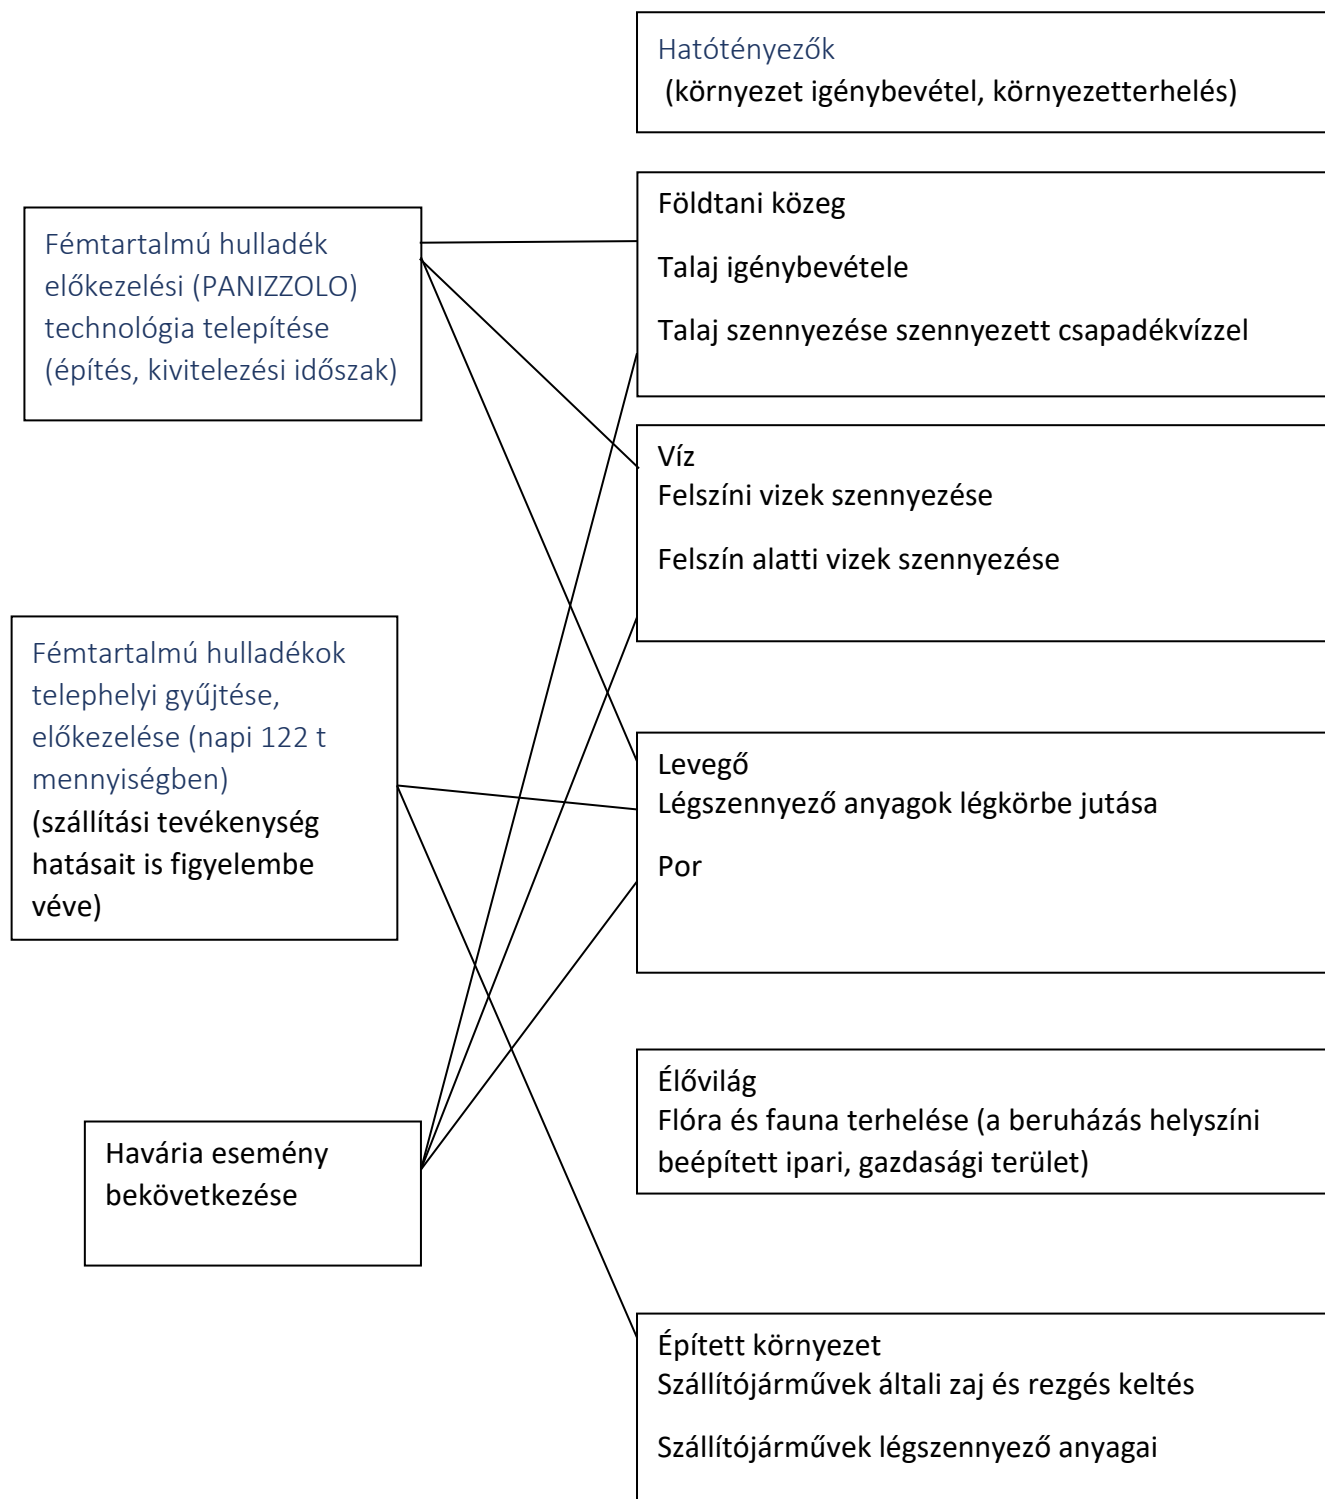 Hatótényezők
(környezet igénybevétel, környezetterhelés)
Fémtartalmú hulladék
előkezelési (PANIZZOLO)
technológia telepítése
(építés, kivitelezési időszak)
Földtani közeg
Talaj igénybevétele
Talaj szennyezése szennyezett csapadékvízzel
Víz
Felszíni vizek szennyezése
Felszín alatti vizek szennyezése
Fémtartalmú hulladékok
telephelyi gyűjtése,
előkezelése (napi 122 t
mennyiségben)
(szállítási tevékenység
hatásait is figyelembe
véve)
Levegő
Légszennyező anyagok légkörbe jutása
Por
Élővilág
Flóra és fauna terhelése (a beruházás helyszíni
beépített ipari, gazdasági terület)
Havária esemény
bekövetkezése
Épített környezet
Szállítójárművek általi zaj és rezgés keltés
Szállítójárművek légszennyező anyagai